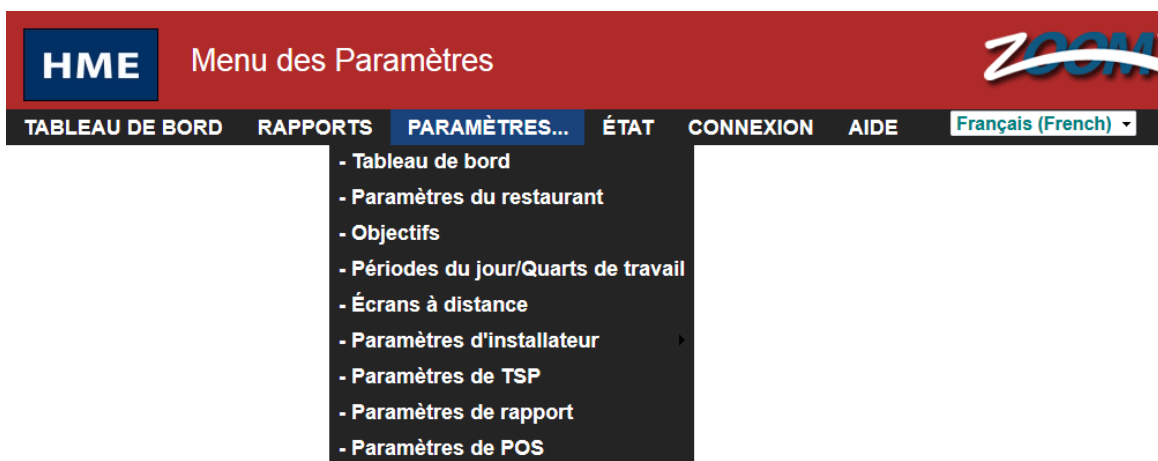 HME Menu des Paramètres ZOOM
TABLEAU DE BORD RAPPORTS PARAMÈTRES... ÉTAT CONNEXION AIDE Français (French)
- Tableau de bord
- Paramètres du restaurant
- Objectifs
- Périodes du jour/Quarts de travail
- Écrans à distance
- Paramètres d'installateur
- Paramètres de TSP
- Paramètres de rapport
- Paramètres de POS